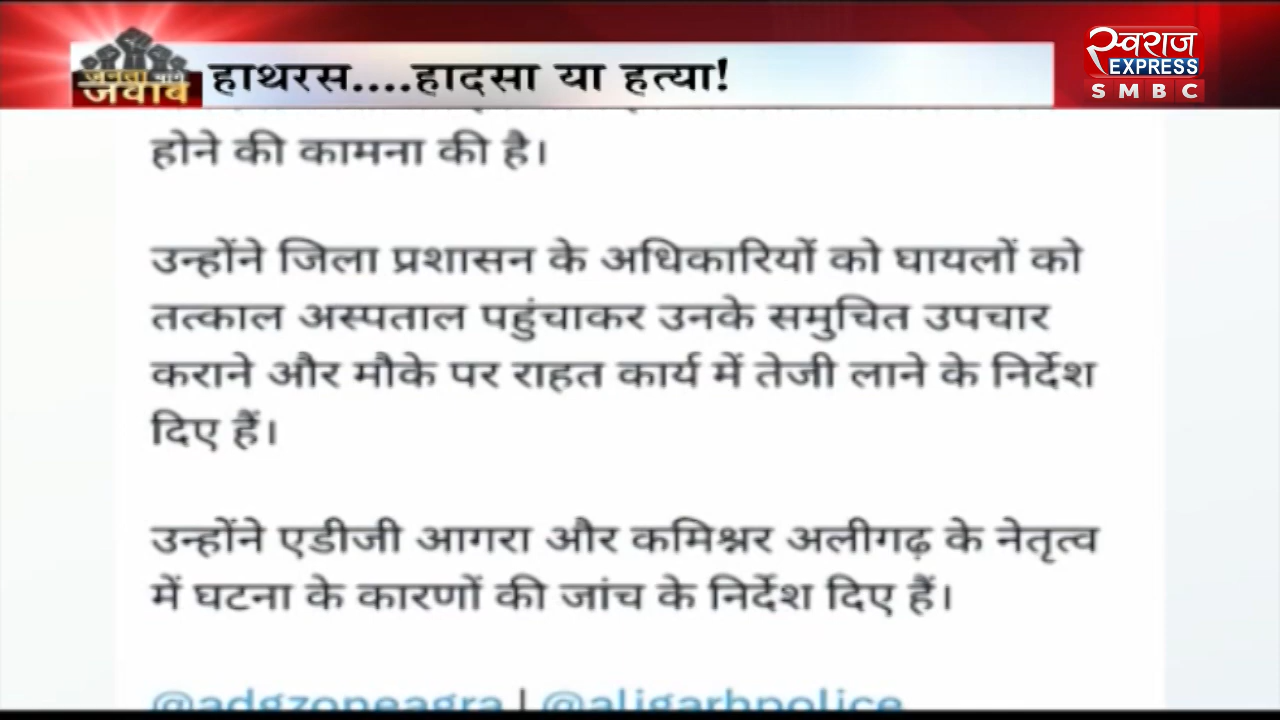 जनता मांगे
जवाब
हाथरस....हादसा या हत्या!
स्वराज
EXPRESS
SMBC
होने की कामना की है।
उन्होंने जिला प्रशासन के अधिकारियों को घायलों को
तत्काल अस्पताल पहुंचाकर उनके समुचित उपचार
कराने और मौके पर राहत कार्य में तेजी लाने के निर्देश
दिए हैं।
उन्होंने एडीजी आगरा और कमिश्नर अलीगढ़ के नेतृत्व
में घटना के कारणों की जांच के निर्देश दिए हैं।
@adgzoneagra | @aligarhpolice